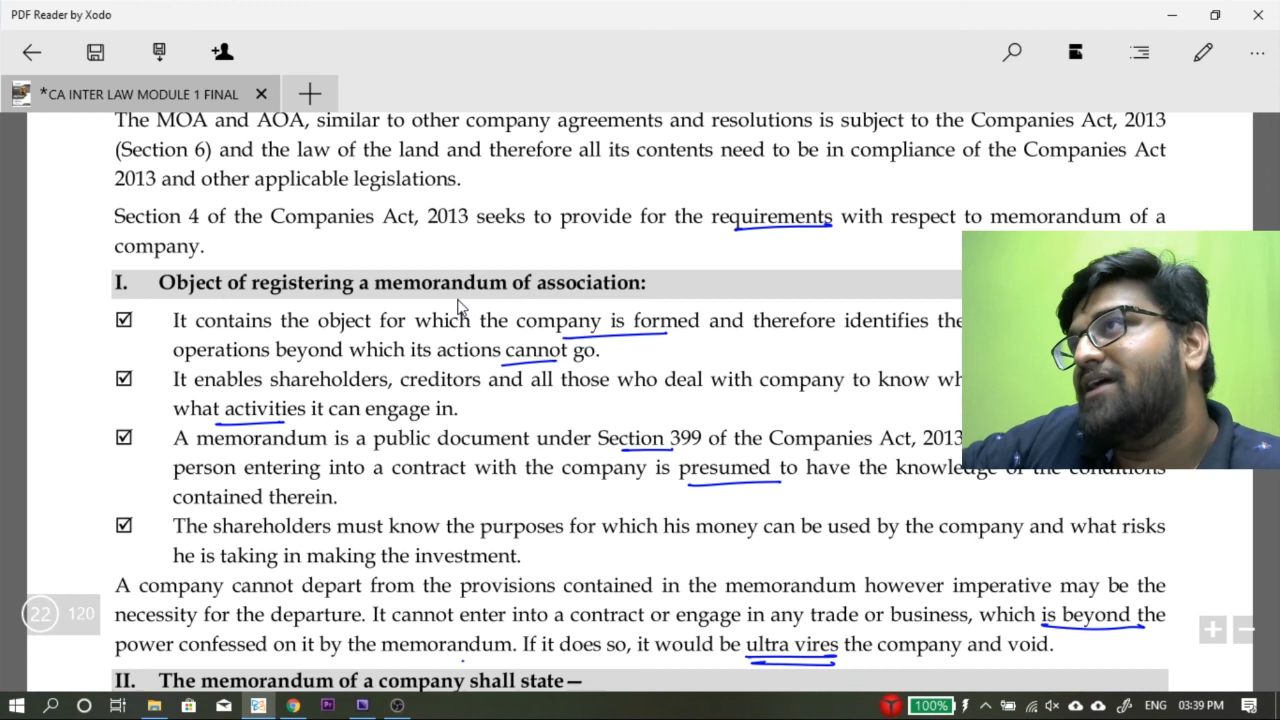 PDF Reader by Xodo
*CA INTER LAW MODULE 1 FINAL
The MOA and AOA, similar to other company agreements and resolutions is subject to the Companies Act, 2013
(Section 6) and the law of the land and therefore all its contents need to be in compliance of the Companies Act
2013 and other applicable legislations.
Section 4 of the Companies Act, 2013 seeks to provide for the requirements with respect to memorandum of a
company.
I. Object of registering a memorandum of association:
It contains the object for which the company is formed and therefore identifies the
operations beyond which its actions cannot go.
It enables shareholders, creditors and all those who deal with company to know
what activities it can engage in.
A memorandum is a public document under Section 399 of the Companies Act, 2013
person entering into a contract with the company is presumed to have the knowledge of the conditions
contained therein.
The shareholders must know the purposes for which his money can be used by the company and what risks
he is taking in making the investment.
A company cannot depart from the provisions contained in the memorandum however imperative may be the
necessity for the departure. It cannot enter into a contract or engage in any trade or business, which is beyond the
power confessed on it by the memorandum. If it does so, it would be ultra vires the company and void.
II. The memorandum of a company shall state—
22 120
100% ENG 03:39 PM